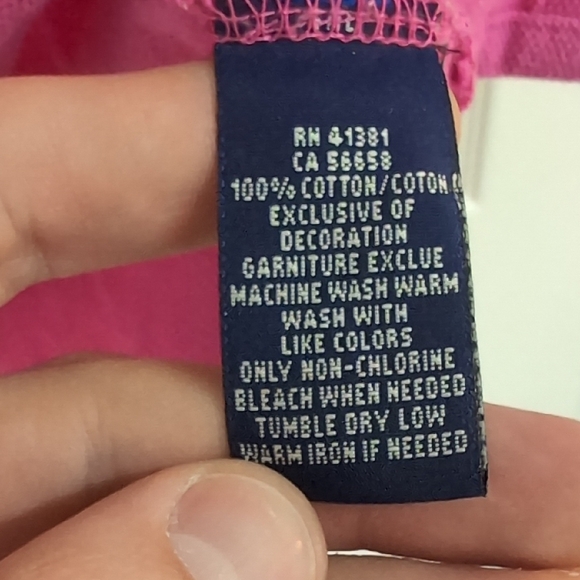 RN 41381
CA 56658
100% COTTON/COTON
EXCLUSIVE OF
DECORATION
GARNITURE EXCLUE
MACHINE WASH WARM
WASH WITH
LIKE COLORS
ONLY NON-CHLORINE
BLEACH WHEN NEEDED
TUMBLE DRY LOW
WARM IRON IF NEEDED